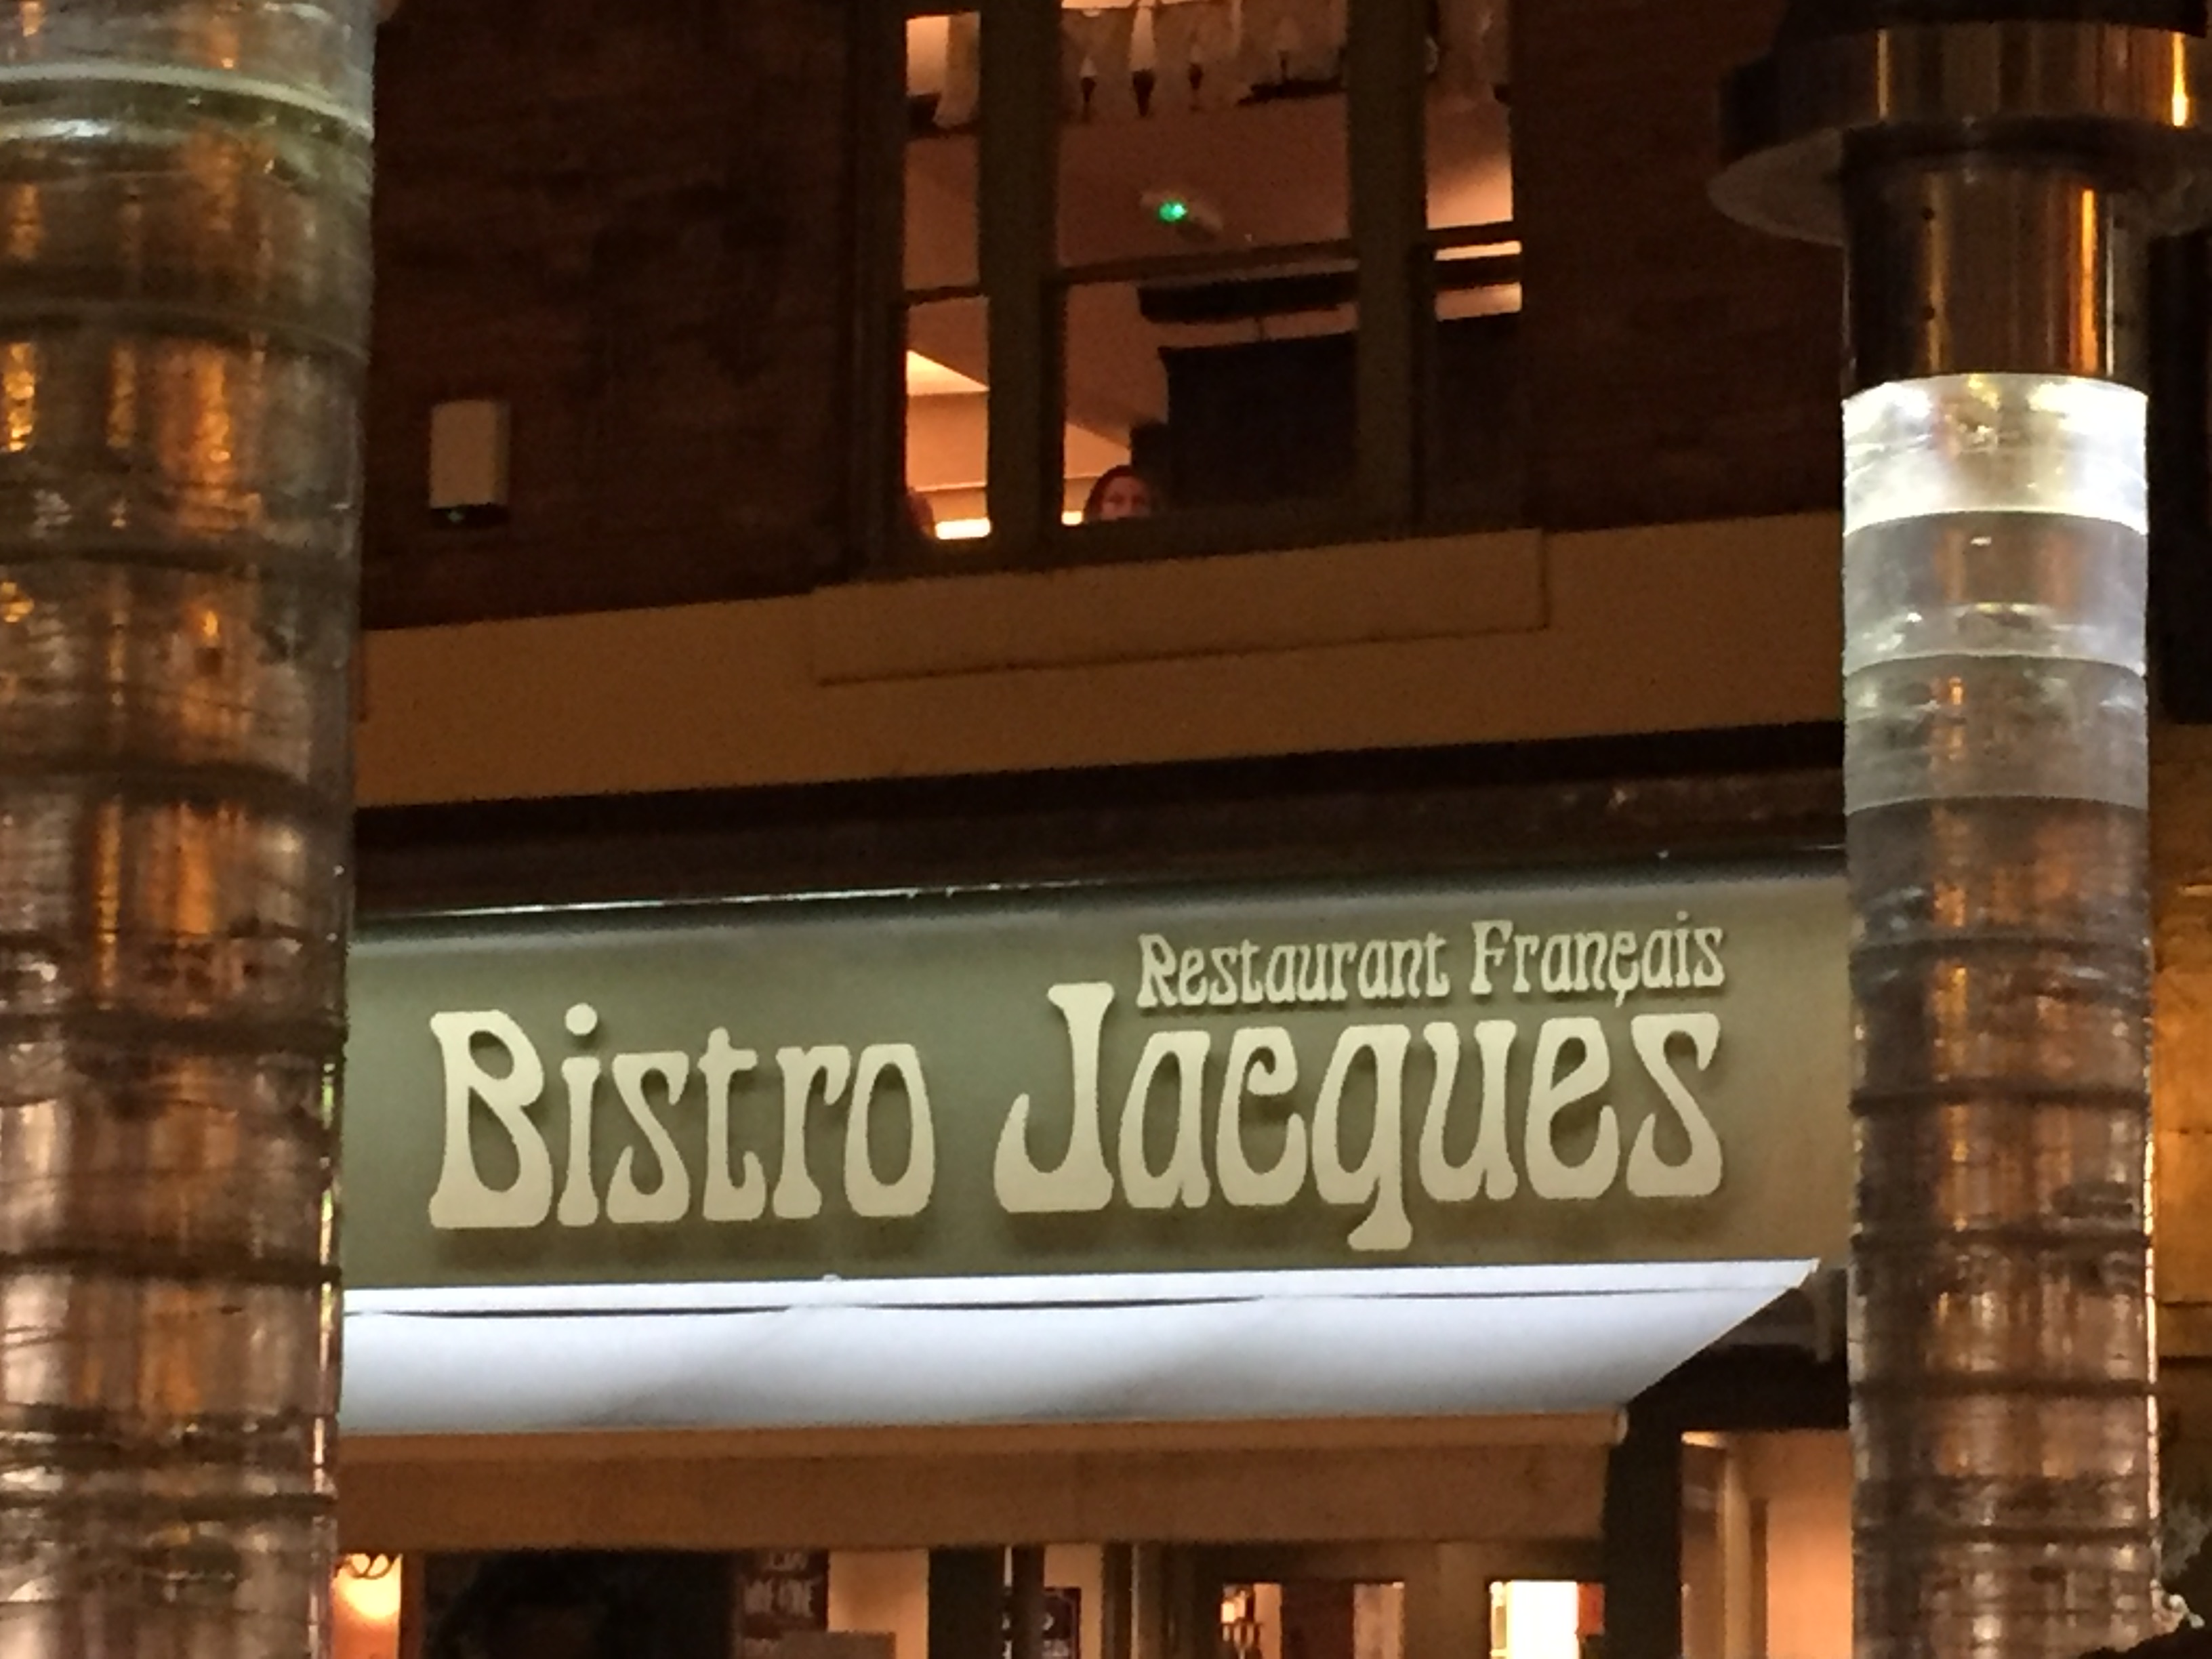 Restaurant Français
Bistro Jacques